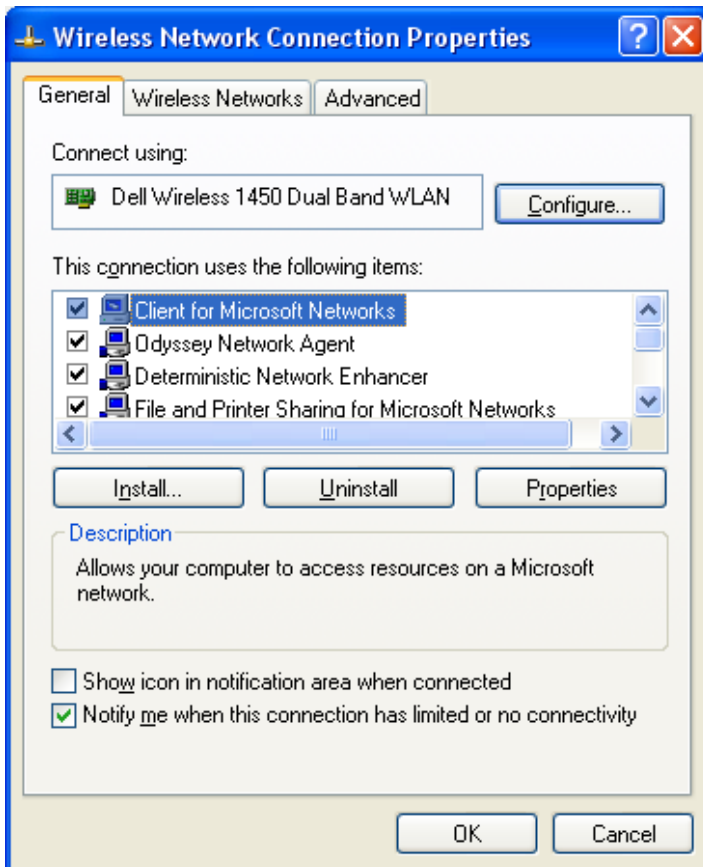 Wireless Network Connection Properties
General
Wireless Networks
Advanced
Connect using:
Dell Wireless 1450 Dual Band WLAN
Configure...
This connection uses the following items:
Client for Microsoft Networks
Odyssey Network Agent
Deterministic Network Enhancer
File and Printer Sharing for Microsoft Networks
Install...
Uninstall
Properties
Description
Allows your computer to access resources on a Microsoft
network.
Show icon in notification area when connected
Notify me when this connection has limited or no connectivity
OK
Cancel